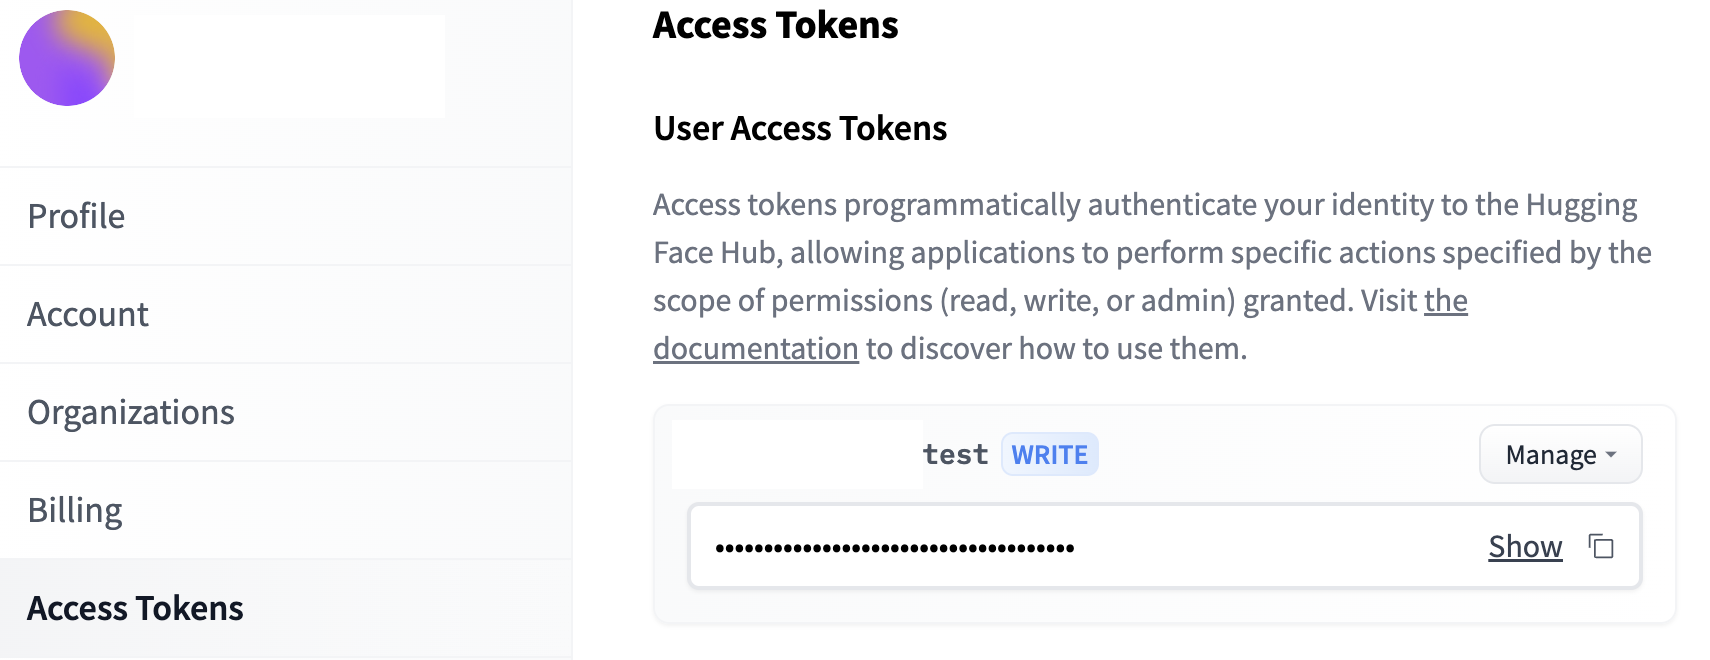 Access Tokens
User Access Tokens
Access tokens programmatically authenticate your identity to the Hugging
Face Hub, allowing applications to perform specific actions specified by the
scope of permissions (read, write, or admin) granted. Visit the
documentation to discover how to use them.
test WRITE Manage
••••••••••••••••••••••••••••••••••••• Show
Profile
Account
Organizations
Billing
Access Tokens